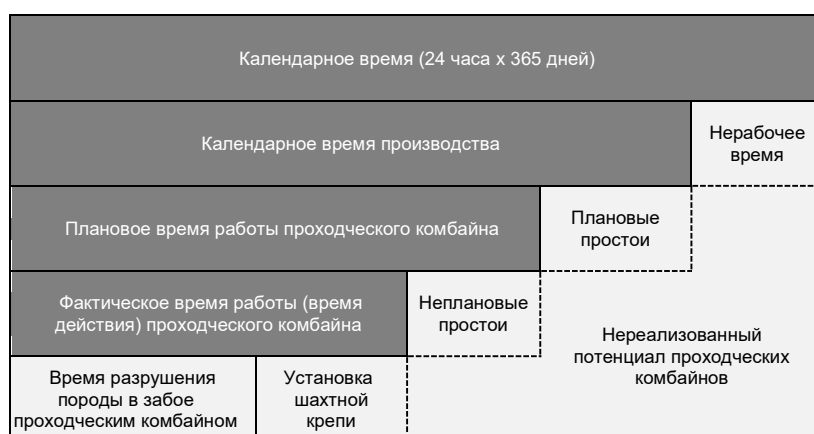 Календарное время (24 часа x 365 дней)
Календарное время производства
Нерабочее
время
Плановое время работы проходческого комбайна
Плановые
простои
Фактическое время работы (время
действия) проходческого комбайна
Неплановые
простои
Нереализованный
потенциал проходческих
комбайнов
Время разрушения
породы в забое
проходческим комбайном
Установка
шахтной
крепи